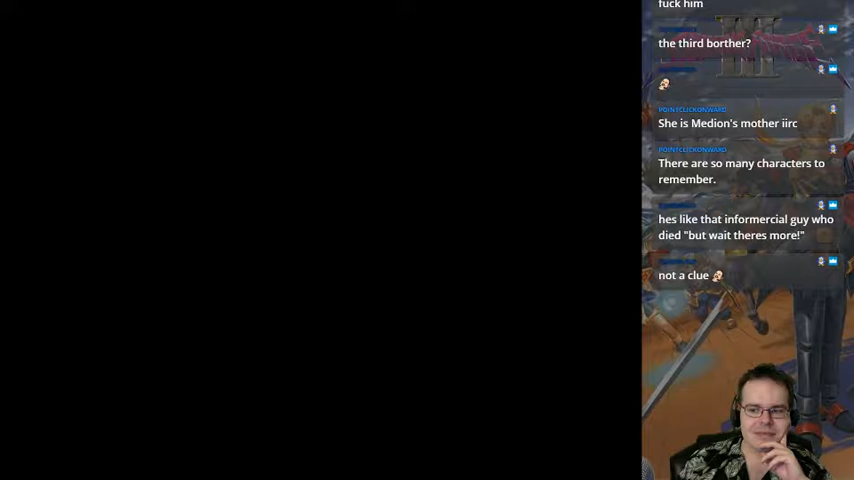 fuck him
the third borther?
POINTCLICKONWARD
She is Medion's mother iirc
POINTCLICKONWARD
There are so many characters to
remember.
hes like that informercial guy who
died "but wait theres more!"
not a clue
III